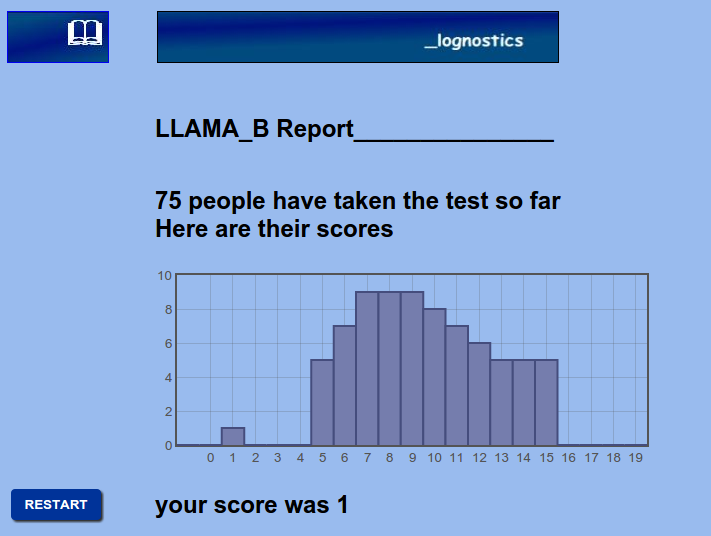 _lognostics
LLAMA_B Report_______________
75 people have taken the test so far
Here are their scores
10
8
6
4
2
0
0 1 2 3 4 5 6 7 8 9 10 11 12 13 14 15 16 17 18 19
RESTART
your score was 1